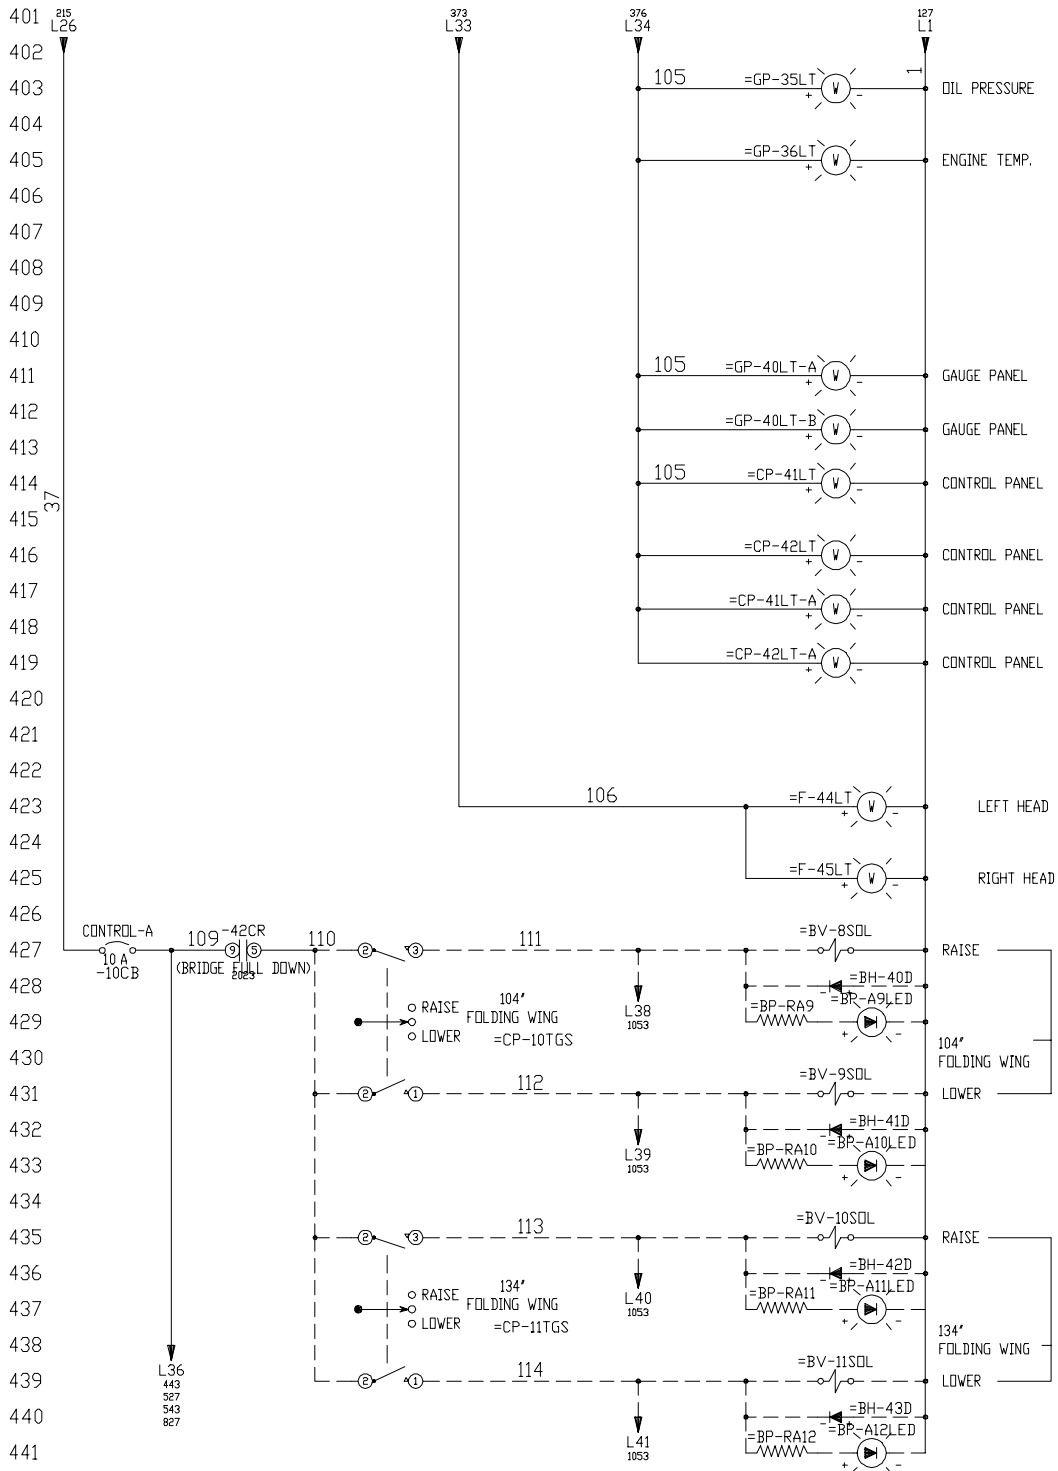 401 215 373 376 127
L26 L33 L34 L1
402
105 =GP-35LT W + - 1
403 OIL PRESSURE
404
=GP-36LT W + -
405 ENGINE TEMP.
406
407
408
409
410
105 =GP-40LT-A W + -
411 GAUGE PANEL
412 =GP-40LT-B W + - GAUGE PANEL
413
105 =CP-41LT W + -
414 CONTROL PANEL
37
415
=CP-42LT W + -
416 CONTROL PANEL
417 =CP-41LT-A W + - CONTROL PANEL
418
=CP-42LT-A W + -
419 CONTROL PANEL
420
421
422
106 =F-44LT W + -
423 LEFT HEAD
424
=F-45LT W + -
425 RIGHT HEAD
426
CONTROL-A 109 -42CR 110 111 =BV-8SOL
427 9 5 2 3 RAISE
10 A
-10CB (BRIDGE FULL DOWN)
2023
428 =BH-40D - +
RAISE 104" L38 =BP-RA9 =BP-A9LED
429 FOLDING WING 1053 + -
LOWER =CP-10TGS
104"
430 FOLDING WING
112 =BV-9SOL
431 2 1 LOWER
432 =BH-41D - +
L39 =BP-RA10 =BP-A10LED
433 1053 + -
434
113 =BV-10SOL
435 2 3 RAISE
436 =BH-42D - +
RAISE 134" L40 =BP-RA11 =BP-A11LED
437 FOLDING WING 1053 + -
LOWER =CP-11TGS
134"
438 FOLDING WING
L36 114 =BV-11SOL
439 2 1 LOWER
443
527
543
827
440 =BH-43D - +
L41 =BP-RA12 =BP-A12LED
441 1053 + -